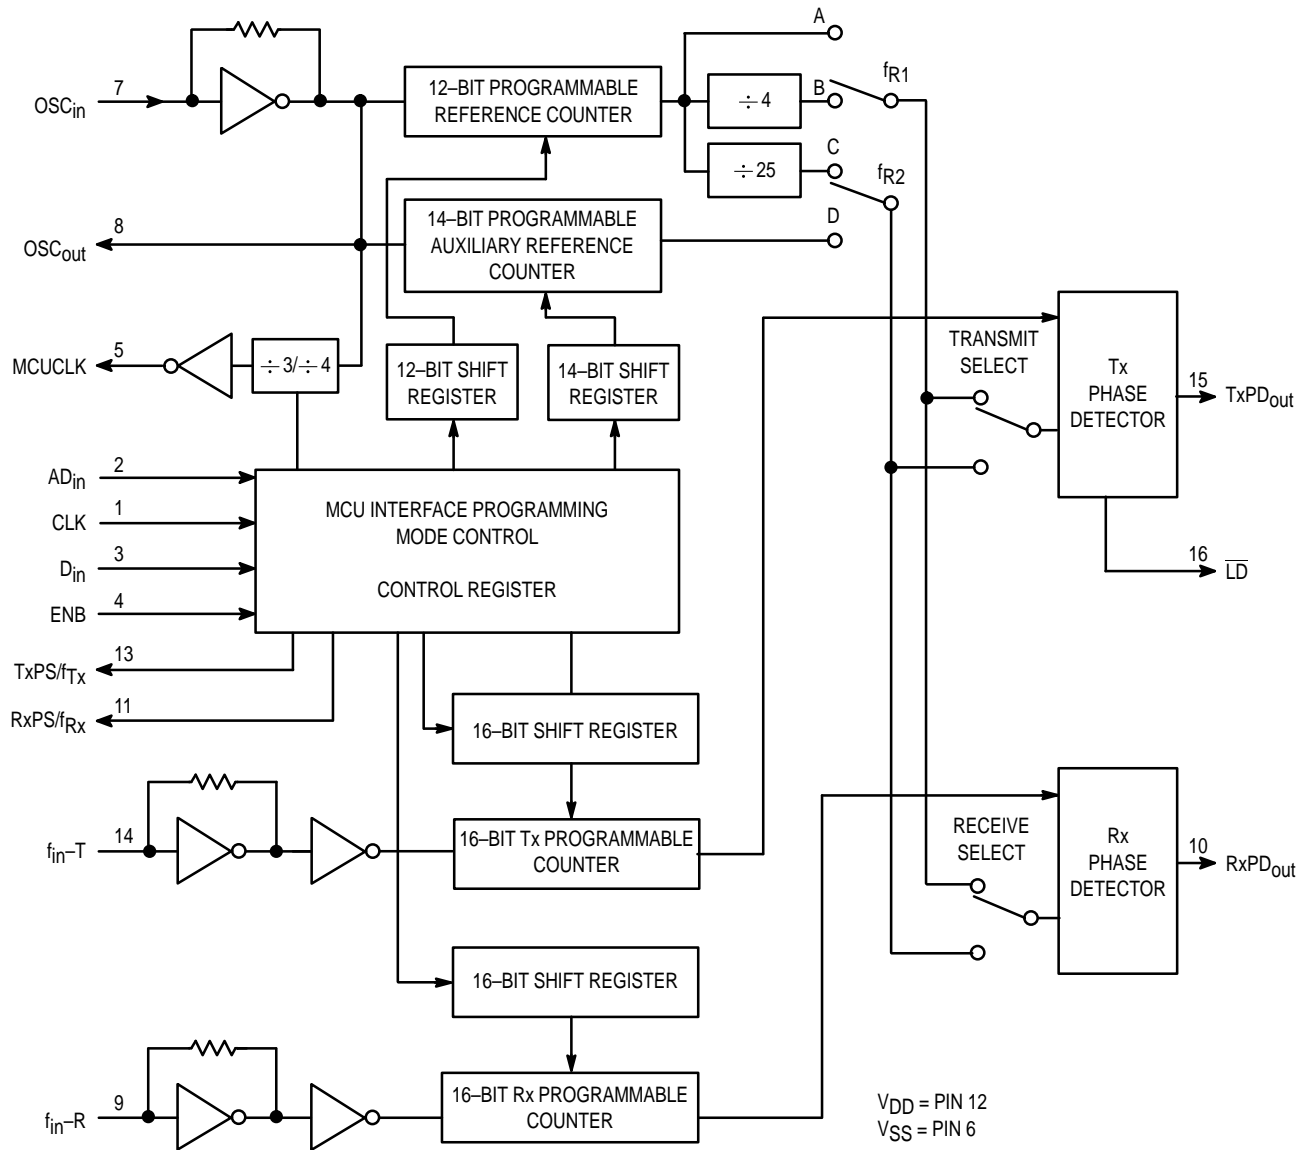 A
7
OSCin
12–BIT PROGRAMMABLE
REFERENCE COUNTER
÷ 4
B
fR1
÷ 25
C
fR2
8
OSCout
14–BIT PROGRAMMABLE
AUXILIARY REFERENCE
COUNTER
D
5
MCUCLK
÷ 3/÷ 4
12–BIT SHIFT
REGISTER
14–BIT SHIFT
REGISTER
TRANSMIT
SELECT
Tx
PHASE
DETECTOR
15
TxPDout
16
LD
2
ADin
1
CLK
3
Din
4
ENB
MCU INTERFACE PROGRAMMING
MODE CONTROL
CONTROL REGISTER
13
TxPS/fTx
11
RxPS/fRx
16–BIT SHIFT REGISTER
14
fin–T
16–BIT Tx PROGRAMMABLE
COUNTER
RECEIVE
SELECT
Rx
PHASE
DETECTOR
10
RxPDout
16–BIT SHIFT REGISTER
9
fin–R
16–BIT Rx PROGRAMMABLE
COUNTER
VDD = PIN 12
VSS = PIN 6